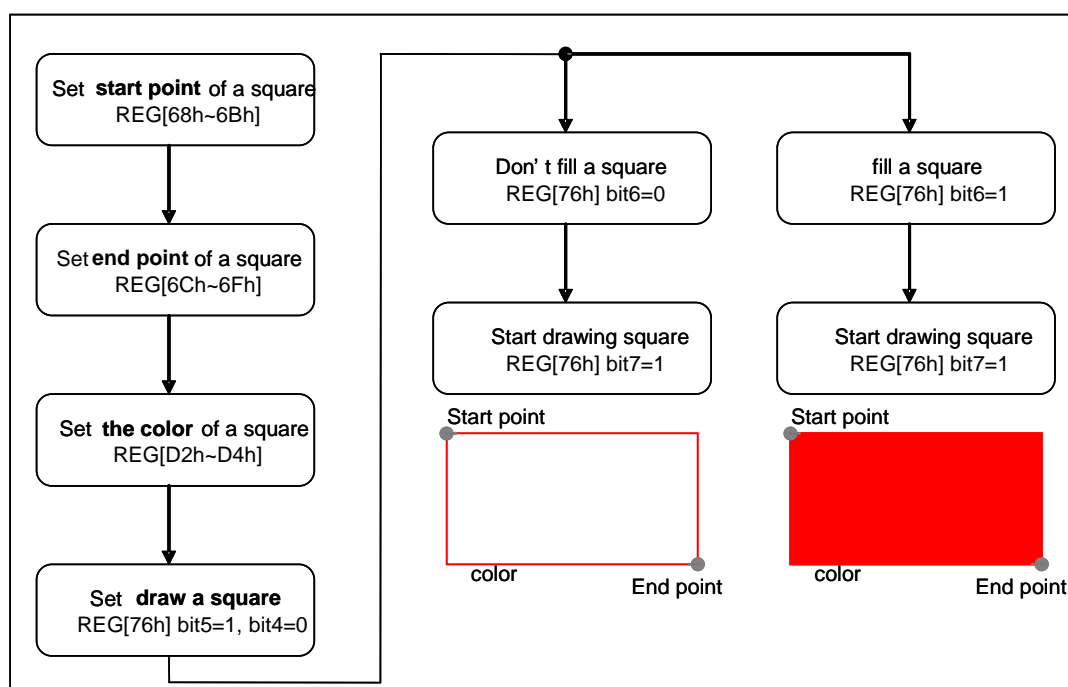 Set start point of a square
REG[68h~6Bh]
Set end point of a square
REG[6Ch~6Fh]
Set the color of a square
REG[D2h~D4h]
Set draw a square
REG[76h] bit5=1, bit4=0
Don' t fill a square
REG[76h] bit6=0
Start drawing square
REG[76h] bit7=1
Start point
color
End point
fill a square
REG[76h] bit6=1
Start drawing square
REG[76h] bit7=1
Start point
color
End point